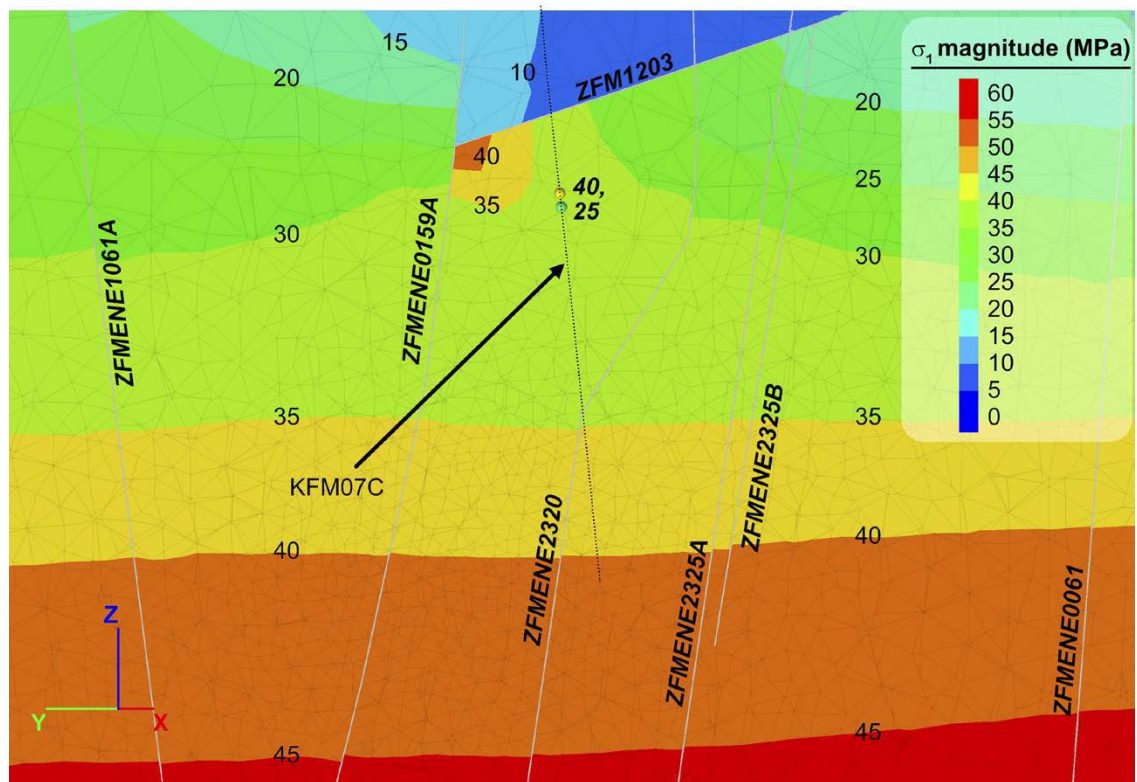 15
20
10
ZFM1203
σ1 magnitude (MPa)
60
55
50
45
40
35
30
25
20
15
10
5
0
20
40
40,
25
25
35
30
30
ZFMENE1061A
ZFMENE0159A
35
35
ZFMENE2325B
KFM07C
40
40
ZFMENE2320
ZFMENE2325A
ZFMENE0061
Z
Y
X
45
45